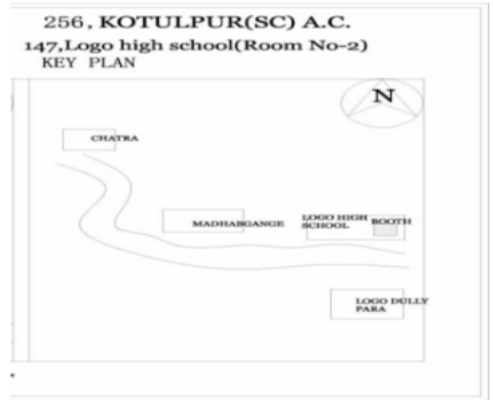 256, KOTULPUR(SC) A.C.
147,Logo high school(Room No-2)
KEY PLAN
N
CHATRA
MADHABGANGE
LOGO HIGH
SCHOOL
BOOTH
LOGO DULLY
PARA